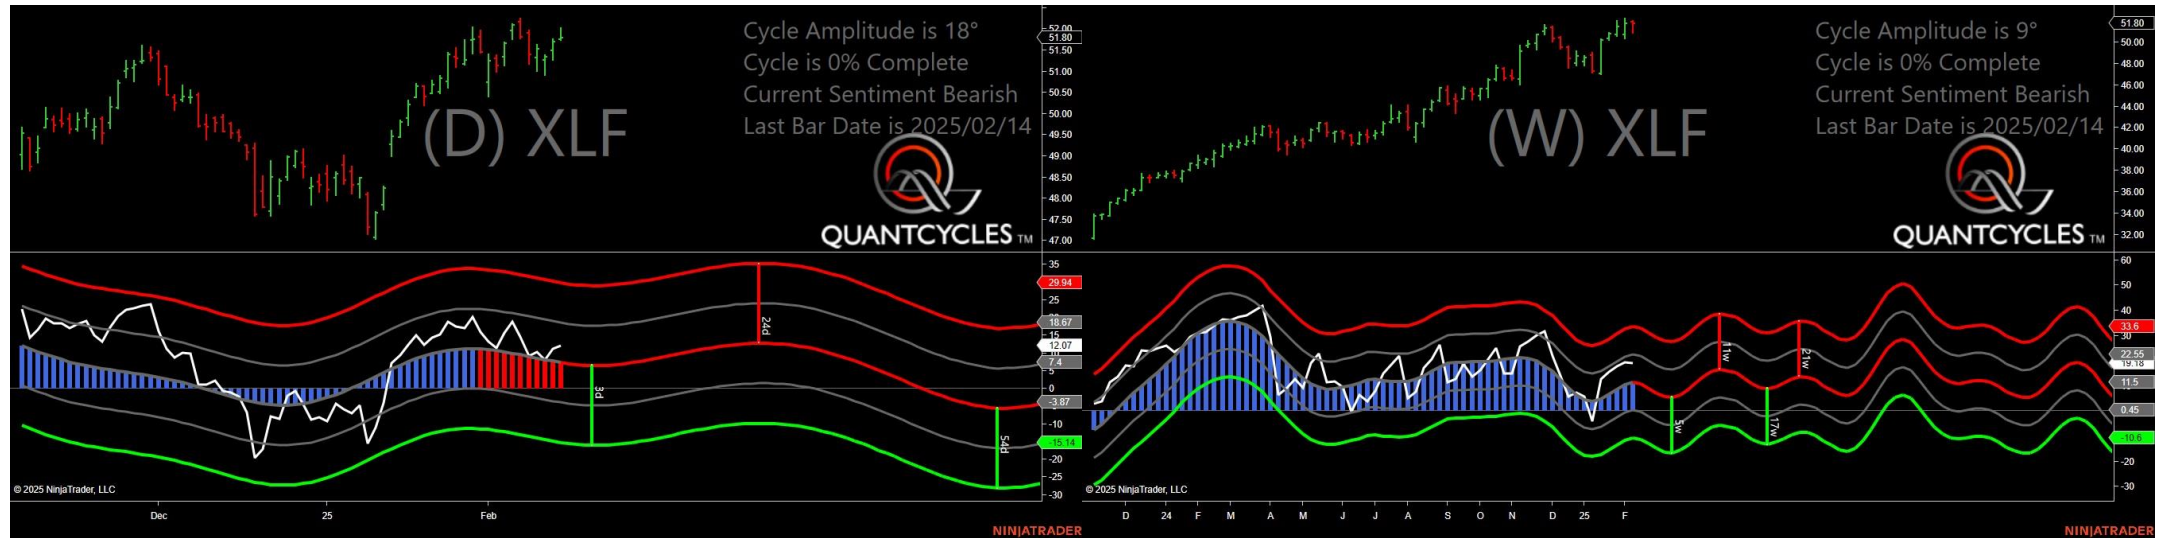 Cycle Amplitude is 18°
Cycle is 0% Complete
Current Sentiment Bearish
Last Bar Date is 2025/02/14
(D) XLF
QUANTCYCLES TM
52.00
51.80
51.50
51.00
50.50
50.00
49.50
49.00
48.50
48.00
47.50
47.00
35
29.94
25
18.67
12.07
7.4
5
0
-3.87
-10
-15.14
-20
-25
-30
24d
3d
54d
© 2025 NinjaTrader, LLC
Dec
25
Feb
NINJATRADER
Cycle Amplitude is 9°
Cycle is 0% Complete
Current Sentiment Bearish
Last Bar Date is 2025/02/14
(W) XLF
QUANTCYCLES TM
51.80
50.00
48.00
46.00
44.00
42.00
40.00
38.00
36.00
34.00
32.00
60
50
40
33.6
30
22.55
19.18
11.5
0.45
-10.6
-20
-30
11w
21w
5w
17w
© 2025 NinjaTrader, LLC
D 24 F M A M J J A S O N D 25 F
NINJATRADER